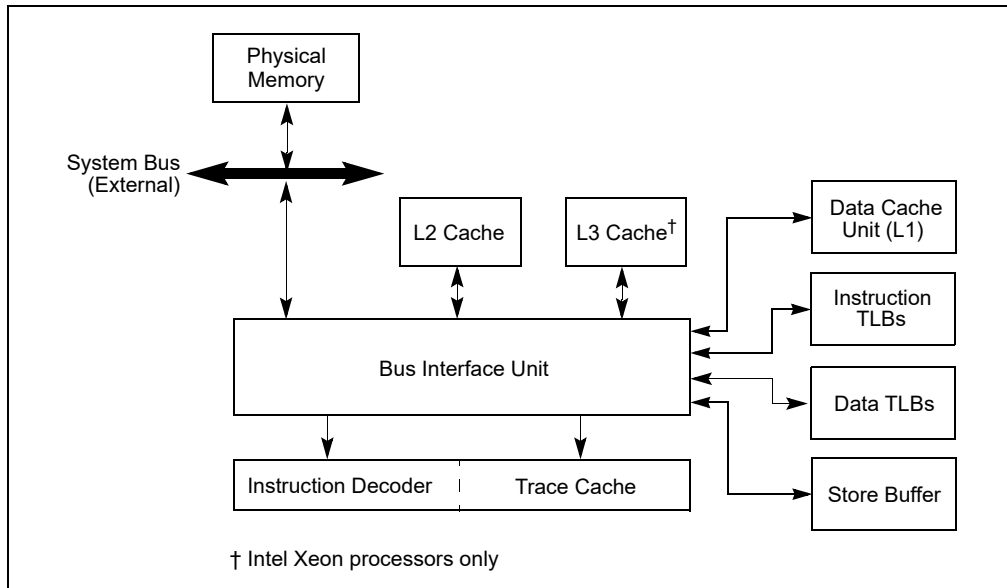 Physical
Memory
System Bus
(External)
L2 Cache
L3 Cache†
Data Cache
Unit (L1)
Instruction
TLBs
Bus Interface Unit
Data TLBs
Instruction Decoder
Trace Cache
Store Buffer
† Intel Xeon processors only